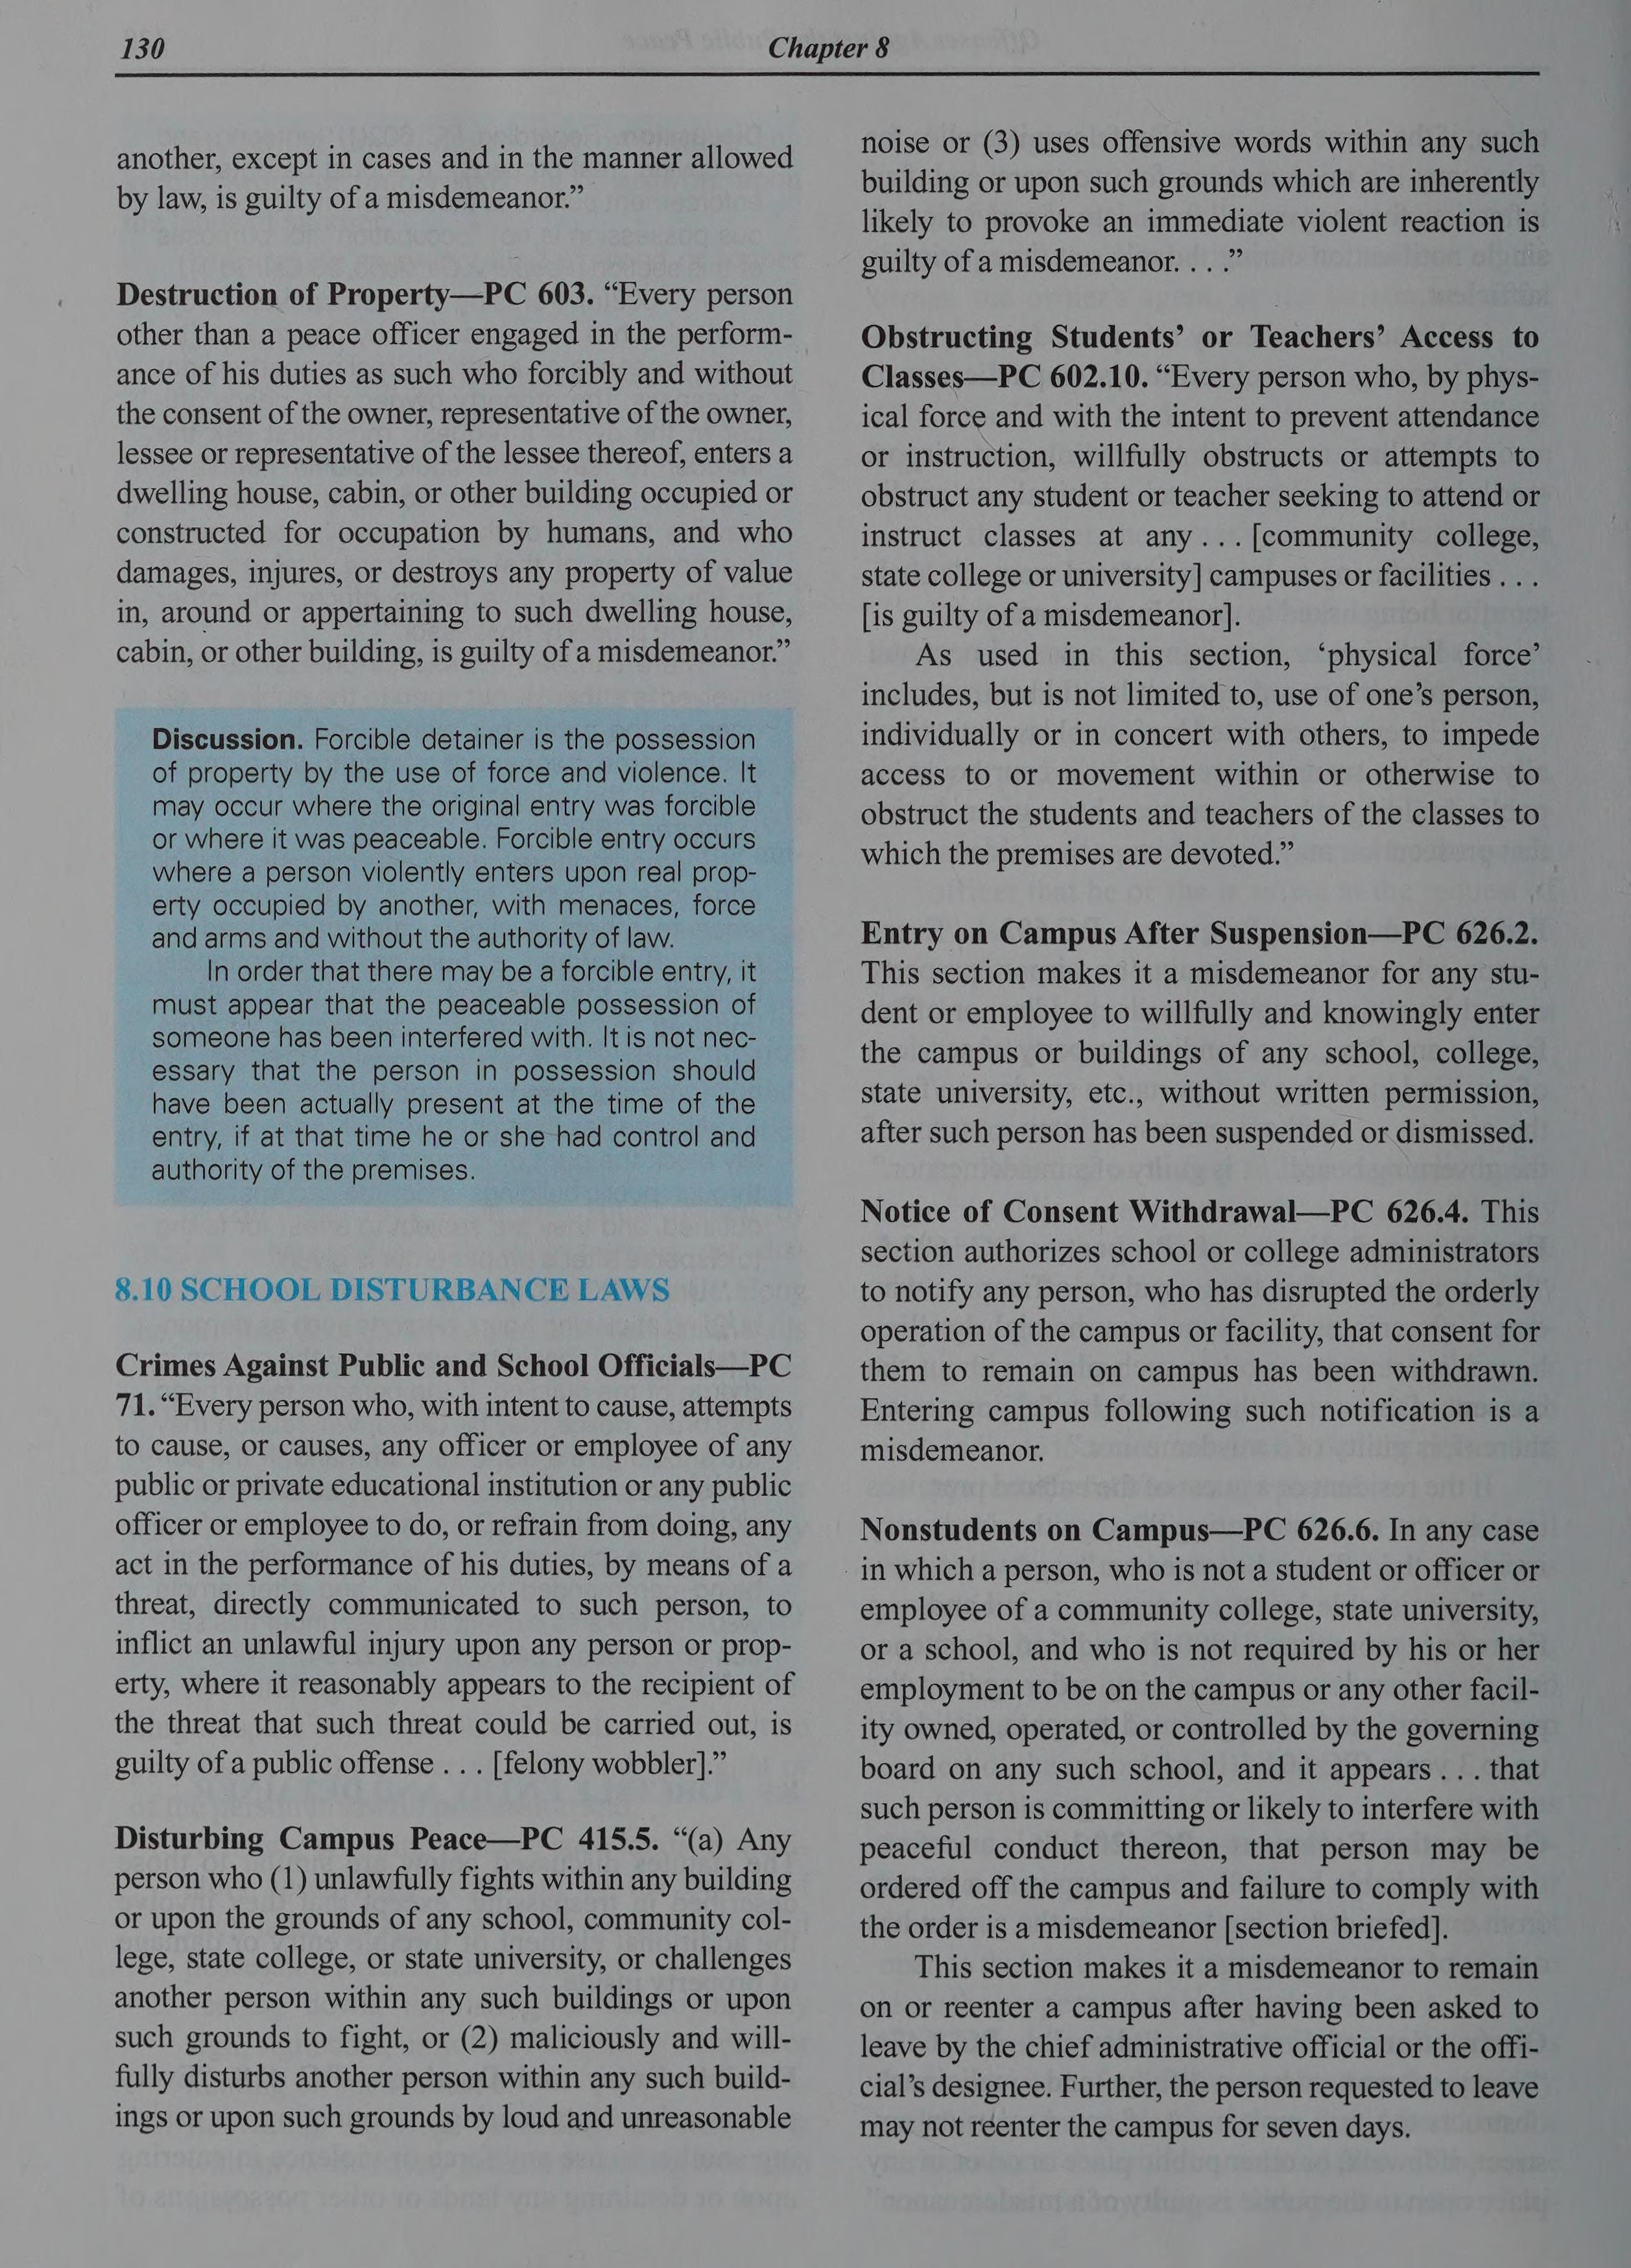 130
Chapter 8
another, except in cases and in the manner allowed
by law, is guilty of a misdemeanor.”
Destruction of Property—PC 603. “Every person
other than a peace officer engaged in the perform-
ance of his duties as such who forcibly and without
the consent of the owner, representative of the owner,
lessee or representative of the lessee thereof, enters a
dwelling house, cabin, or other building occupied or
constructed for occupation by humans, and who
damages, injures, or destroys any property of value
in, around or appertaining to such dwelling house,
cabin, or other building, is guilty of a misdemeanor.”
Discussion. Forcible detainer is the possession
of property by the use of force and violence. It
may occur where the original entry was forcible
or where it was peaceable. Forcible entry occurs
where a person violently enters upon real prop-
erty occupied by another, with menaces, force
and arms and without the authority of law.
In order that there may be a forcible entry, it
must appear that the peaceable possession of
someone has been interfered with. It is not nec-
essary that the person in possession should
have been actually present at the time of the
entry, if at that time he or she had control and
authority of the premises.
8.10 SCHOOL DISTURBANCE LAWS
Crimes Against Public and School Officials—PC
71. “Every person who, with intent to cause, attempts
to cause, or causes, any officer or employee of any
public or private educational institution or any public
officer or employee to do, or refrain from doing, any
act in the performance of his duties, by means of a
threat, directly communicated to such person, to
inflict an unlawful injury upon any person or prop-
erty, where it reasonably appears to the recipient of
the threat that such threat could be carried out, is
guilty of a public offense . . . [felony wobbler].”
Disturbing Campus Peace—PC 415.5. “(a) Any
person who (1) unlawfully fights within any building
or upon the grounds of any school, community col-
lege, state college, or state university, or challenges
another person within any such buildings or upon
such grounds to fight, or (2) maliciously and will-
fully disturbs another person within any such build-
ings or upon such grounds by loud and unreasonable
noise or (3) uses offensive words within any such
building or upon such grounds which are inherently
likely to provoke an immediate violent reaction is
guilty of a misdemeanor. . . .”
Obstructing Students’ or Teachers’ Access to
Classes—PC 602.10. “Every person who, by phys-
ical force and with the intent to prevent attendance
or instruction, willfully obstructs or attempts to
obstruct any student or teacher seeking to attend or
instruct classes at any . . . [community college,
state college or university] campuses or facilities . . .
[is guilty of a misdemeanor].
As used in this section, ‘physical force’
includes, but is not limited to, use of one’s person,
individually or in concert with others, to impede
access to or movement within or otherwise to
obstruct the students and teachers of the classes to
which the premises are devoted.”
Entry on Campus After Suspension—PC 626.2.
This section makes it a misdemeanor for any stu-
dent or employee to willfully and knowingly enter
the campus or buildings of any school, college,
state university, etc., without written permission,
after such person has been suspended or dismissed.
Notice of Consent Withdrawal—PC 626.4. This
section authorizes school or college administrators
to notify any person, who has disrupted the orderly
operation of the campus or facility, that consent for
them to remain on campus has been withdrawn.
Entering campus following such notification is a
misdemeanor.
Nonstudents on Campus—PC 626.6. In any case
in which a person, who is not a student or officer or
employee of a community college, state university,
or a school, and who is not required by his or her
employment to be on the campus or any other facil-
ity owned, operated, or controlled by the governing
board on any such school, and it appears . . . that
such person is committing or likely to interfere with
peaceful conduct thereon, that person may be
ordered off the campus and failure to comply with
the order is a misdemeanor [section briefed].
This section makes it a misdemeanor to remain
on or reenter a campus after having been asked to
leave by the chief administrative official or the offi-
cial’s designee. Further, the person requested to leave
may not reenter the campus for seven days.